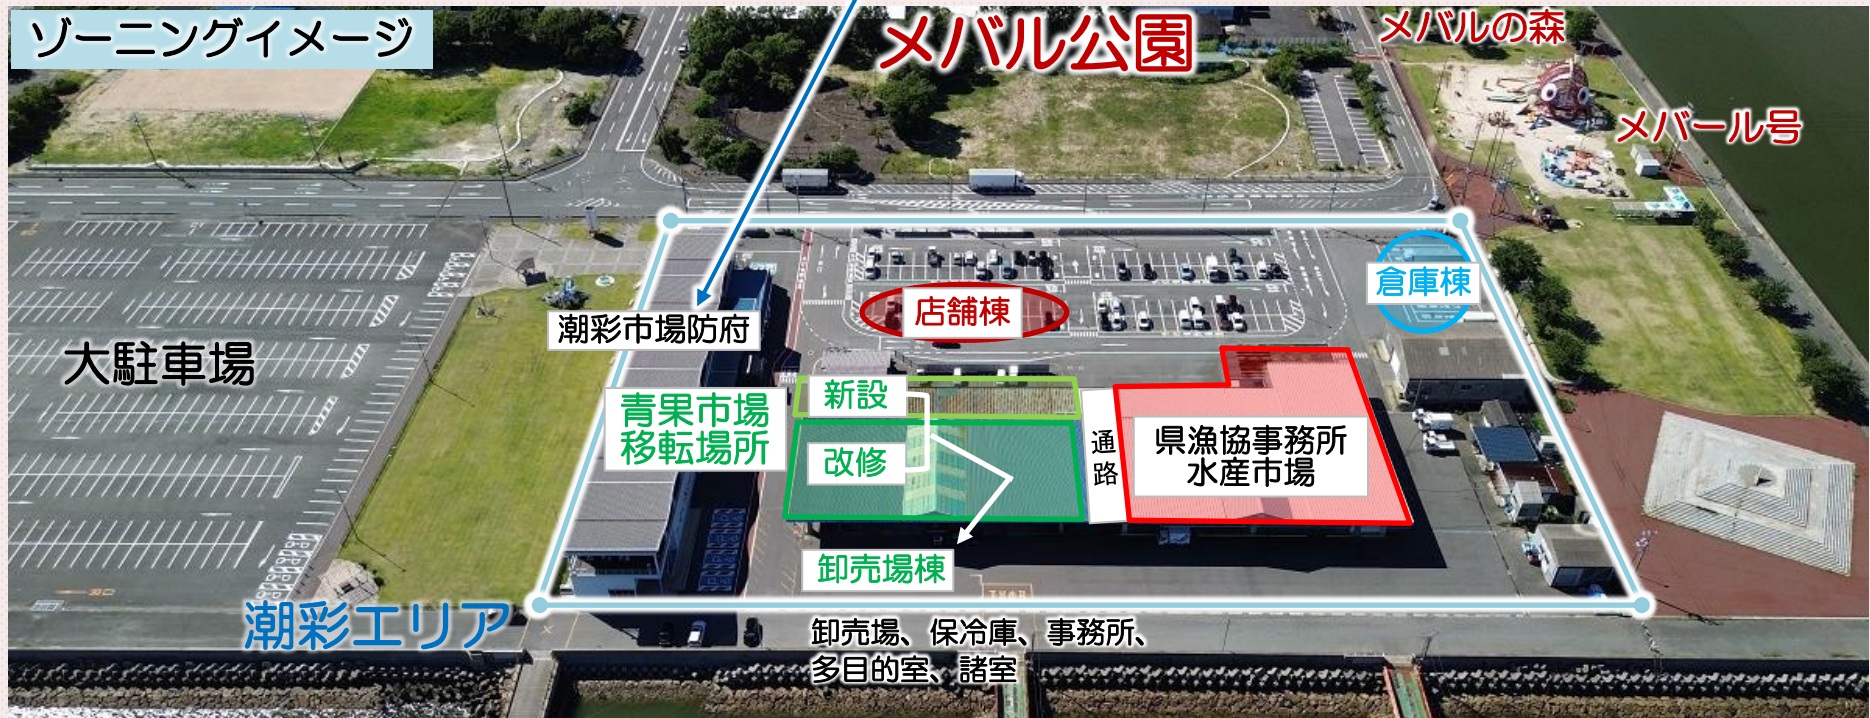 ゾーニングイメージ
メバル公園
メバルの森
メバール号
倉庫棟
店舗棟
潮彩市場防府
大駐車場
青果市場
移転場所
新設
改修
通路
県漁協事務所
水産市場
卸売場棟
潮彩エリア
卸売場、保冷庫、事務所、
多目的室、諸室